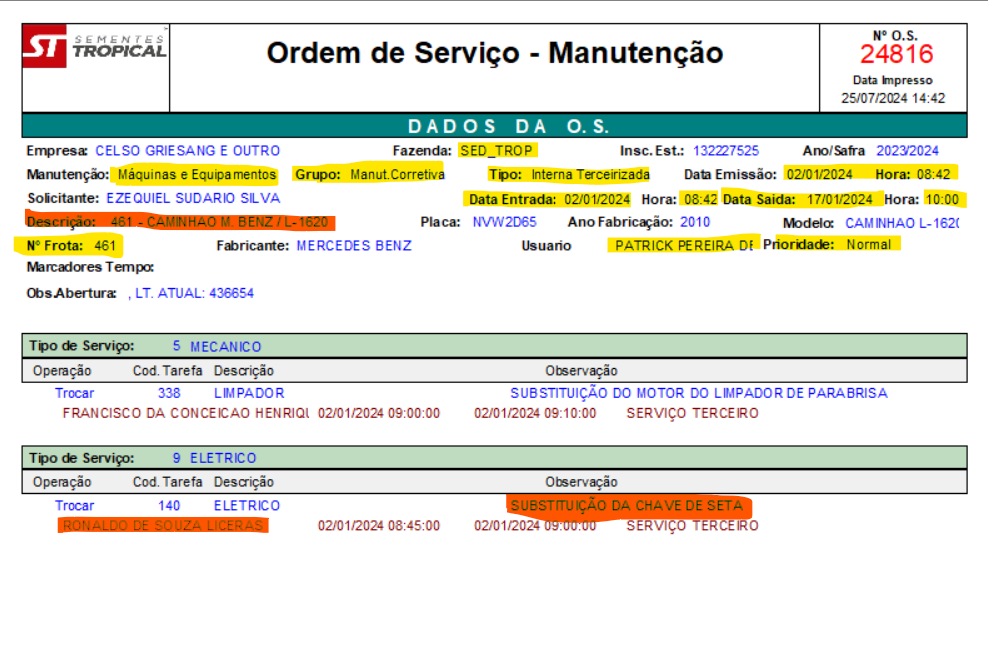 ST SEMENTES TROPICAL
Ordem de Serviço - Manutenção
Nº O.S.
24816
Data Impresso
25/07/2024 14:42
DADOS DA O.S.
Empresa: CELSO GRIESANG E OUTRO Fazenda: SED_TROP Insc.Est.: 132227525 Ano/Safra 2023/2024
Manutenção: Máquinas e Equipamentos Grupo: Manut.Corretiva Tipo: Interna Terceirizada Data Emissão: 02/01/2024 Hora: 08:42
Solicitante: EZEQUIEL SUDARIO SILVA Data Entrada: 02/01/2024 Hora: 08:42 Data Saida: 17/01/2024 Hora: 10:00
Descrição: 461 - CAMINHAO M. BENZ / L-1620 Placa: NVW2D65 Ano Fabricação: 2010 Modelo: CAMINHAO L-162(
Nº Frota: 461 Fabricante: MERCEDES BENZ Usuario PATRICK PEREIRA DE Prioridade: Normal
Marcadores Tempo:
Obs.Abertura: , LT. ATUAL: 436654
Tipo de Serviço: 5 MECANICO
Operação Cod. Tarefa Descrição Observação
Trocar 338 LIMPADOR SUBSTITUIÇÃO DO MOTOR DO LIMPADOR DE PARABRISA
FRANCISCO DA CONCEICAO HENRIQU 02/01/2024 09:00:00 02/01/2024 09:10:00 SERVIÇO TERCEIRO
Tipo de Serviço: 9 ELETRICO
Operação Cod. Tarefa Descrição Observação
Trocar 140 ELETRICO SUBSTITUIÇÃO DA CHAVE DE SETA
RONALDO DE SOUZA LICERAS 02/01/2024 08:45:00 02/01/2024 09:00:00 SERVIÇO TERCEIRO